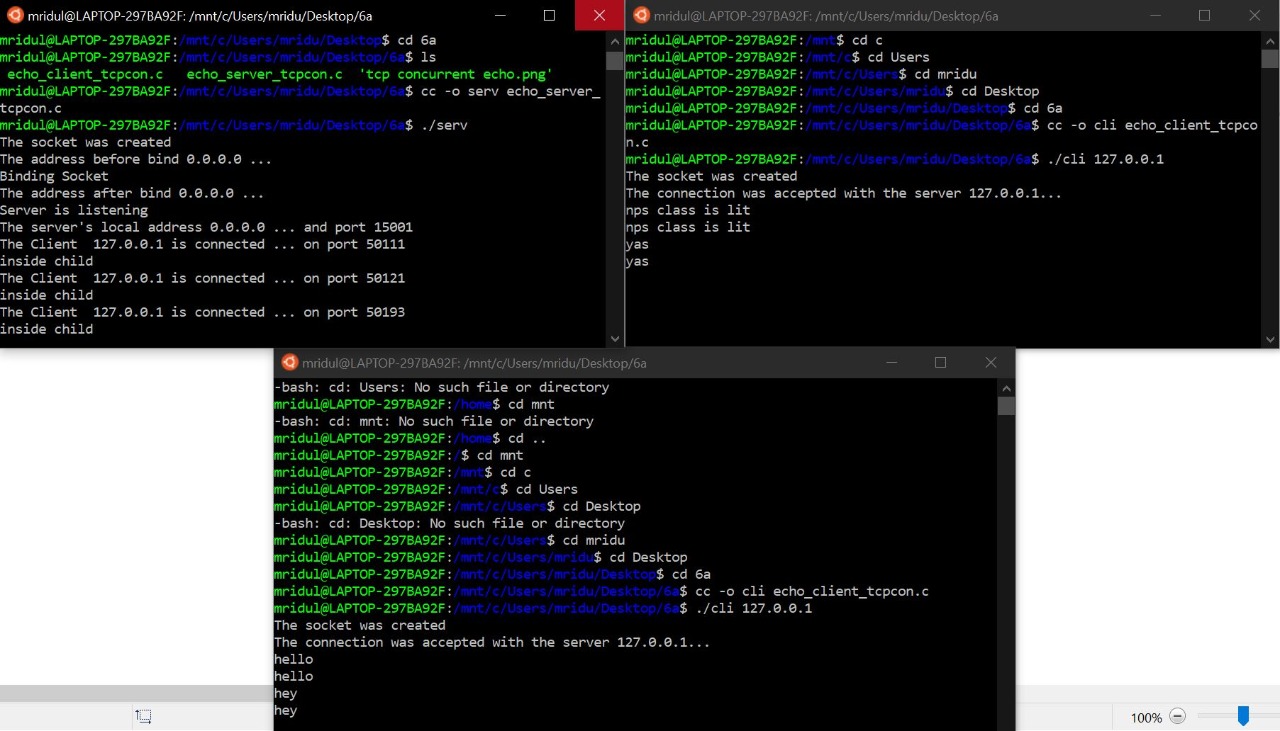 mridul@LAPTOP-297BA92F: /mnt/c/Users/mridu/Desktop/6a
mridul@LAPTOP-297BA92F:/mnt/c/Users/mridu/Desktop$ cd 6a
mridul@LAPTOP-297BA92F:/mnt/c/Users/mridu/Desktop/6a$ ls
echo_client_tcpcon.c   echo_server_tcpcon.c  'tcp concurrent echo.png'
mridul@LAPTOP-297BA92F:/mnt/c/Users/mridu/Desktop/6a$ cc -o serv echo_server_
tcpcon.c
mridul@LAPTOP-297BA92F:/mnt/c/Users/mridu/Desktop/6a$ ./serv
The socket was created
The address before bind 0.0.0.0 ...
Binding Socket
The address after bind 0.0.0.0 ...
Server is listening
The server's local address 0.0.0.0 ... and port 15001
The Client  127.0.0.1 is connected ... on port 50111
inside child
The Client  127.0.0.1 is connected ... on port 50121
inside child
The Client  127.0.0.1 is connected ... on port 50193
inside child
mridul@LAPTOP-297BA92F: /mnt/c/Users/mridu/Desktop/6a
mridul@LAPTOP-297BA92F:/mnt$ cd c
mridul@LAPTOP-297BA92F:/mnt/c$ cd Users
mridul@LAPTOP-297BA92F:/mnt/c/Users$ cd mridu
mridul@LAPTOP-297BA92F:/mnt/c/Users/mridu$ cd Desktop
mridul@LAPTOP-297BA92F:/mnt/c/Users/mridu/Desktop$ cd 6a
mridul@LAPTOP-297BA92F:/mnt/c/Users/mridu/Desktop/6a$ cc -o cli echo_client_tcpco
n.c
mridul@LAPTOP-297BA92F:/mnt/c/Users/mridu/Desktop/6a$ ./cli 127.0.0.1
The socket was created
The connection was accepted with the server 127.0.0.1...
nps class is lit
nps class is lit
yas
yas
mridul@LAPTOP-297BA92F: /mnt/c/Users/mridu/Desktop/6a
-bash: cd: Users: No such file or directory
mridul@LAPTOP-297BA92F:/home$ cd mnt
-bash: cd: mnt: No such file or directory
mridul@LAPTOP-297BA92F:/home$ cd ..
mridul@LAPTOP-297BA92F:/$ cd mnt
mridul@LAPTOP-297BA92F:/mnt$ cd c
mridul@LAPTOP-297BA92F:/mnt/c$ cd Users
mridul@LAPTOP-297BA92F:/mnt/c/Users$ cd Desktop
-bash: cd: Desktop: No such file or directory
mridul@LAPTOP-297BA92F:/mnt/c/Users$ cd mridu
mridul@LAPTOP-297BA92F:/mnt/c/Users/mridu$ cd Desktop
mridul@LAPTOP-297BA92F:/mnt/c/Users/mridu/Desktop$ cd 6a
mridul@LAPTOP-297BA92F:/mnt/c/Users/mridu/Desktop/6a$ cc -o cli echo_client_tcpcon.c
mridul@LAPTOP-297BA92F:/mnt/c/Users/mridu/Desktop/6a$ ./cli 127.0.0.1
The socket was created
The connection was accepted with the server 127.0.0.1...
hello
hello
hey
hey
100%